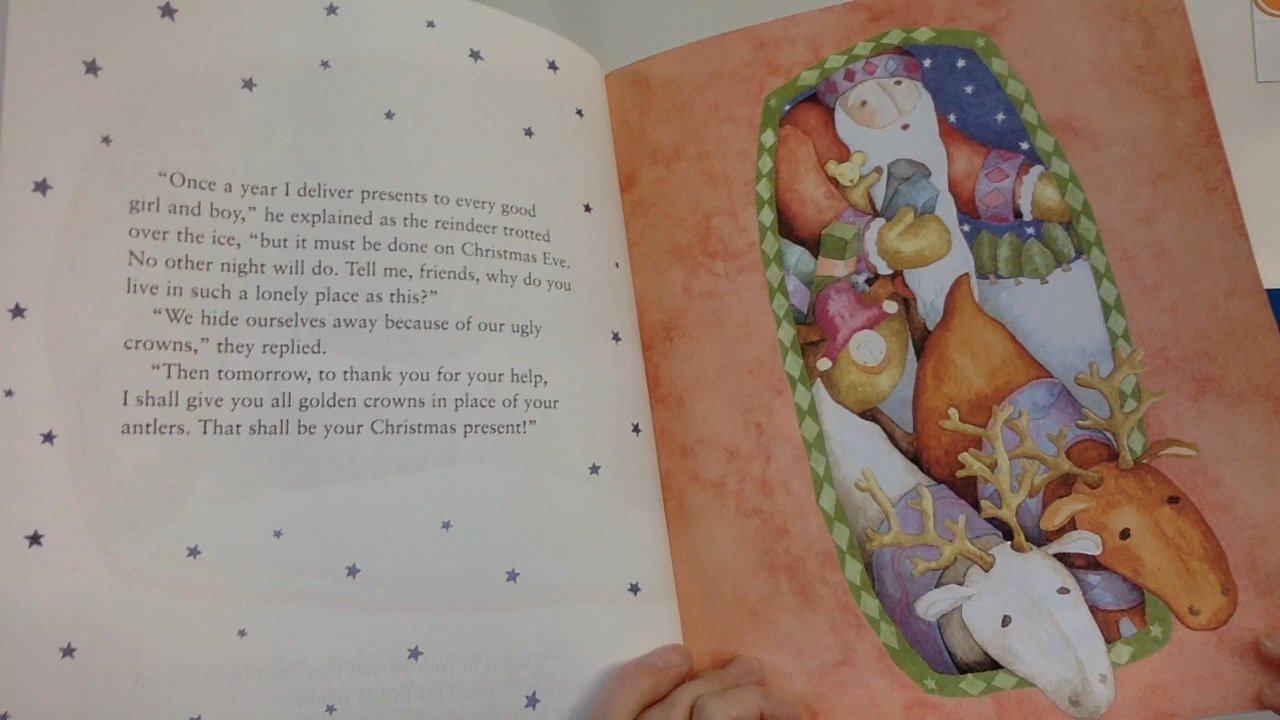 “Once a year I deliver presents to every good
girl and boy,” he explained as the reindeer trotted
over the ice, “but it must be done on Christmas Eve.
No other night will do. Tell me, friends, why do you
live in such a lonely place as this?”
“We hide ourselves away because of our ugly
crowns,” they replied.
“Then tomorrow, to thank you for your help,
I shall give you all golden crowns in place of your
antlers. That shall be your Christmas present!”